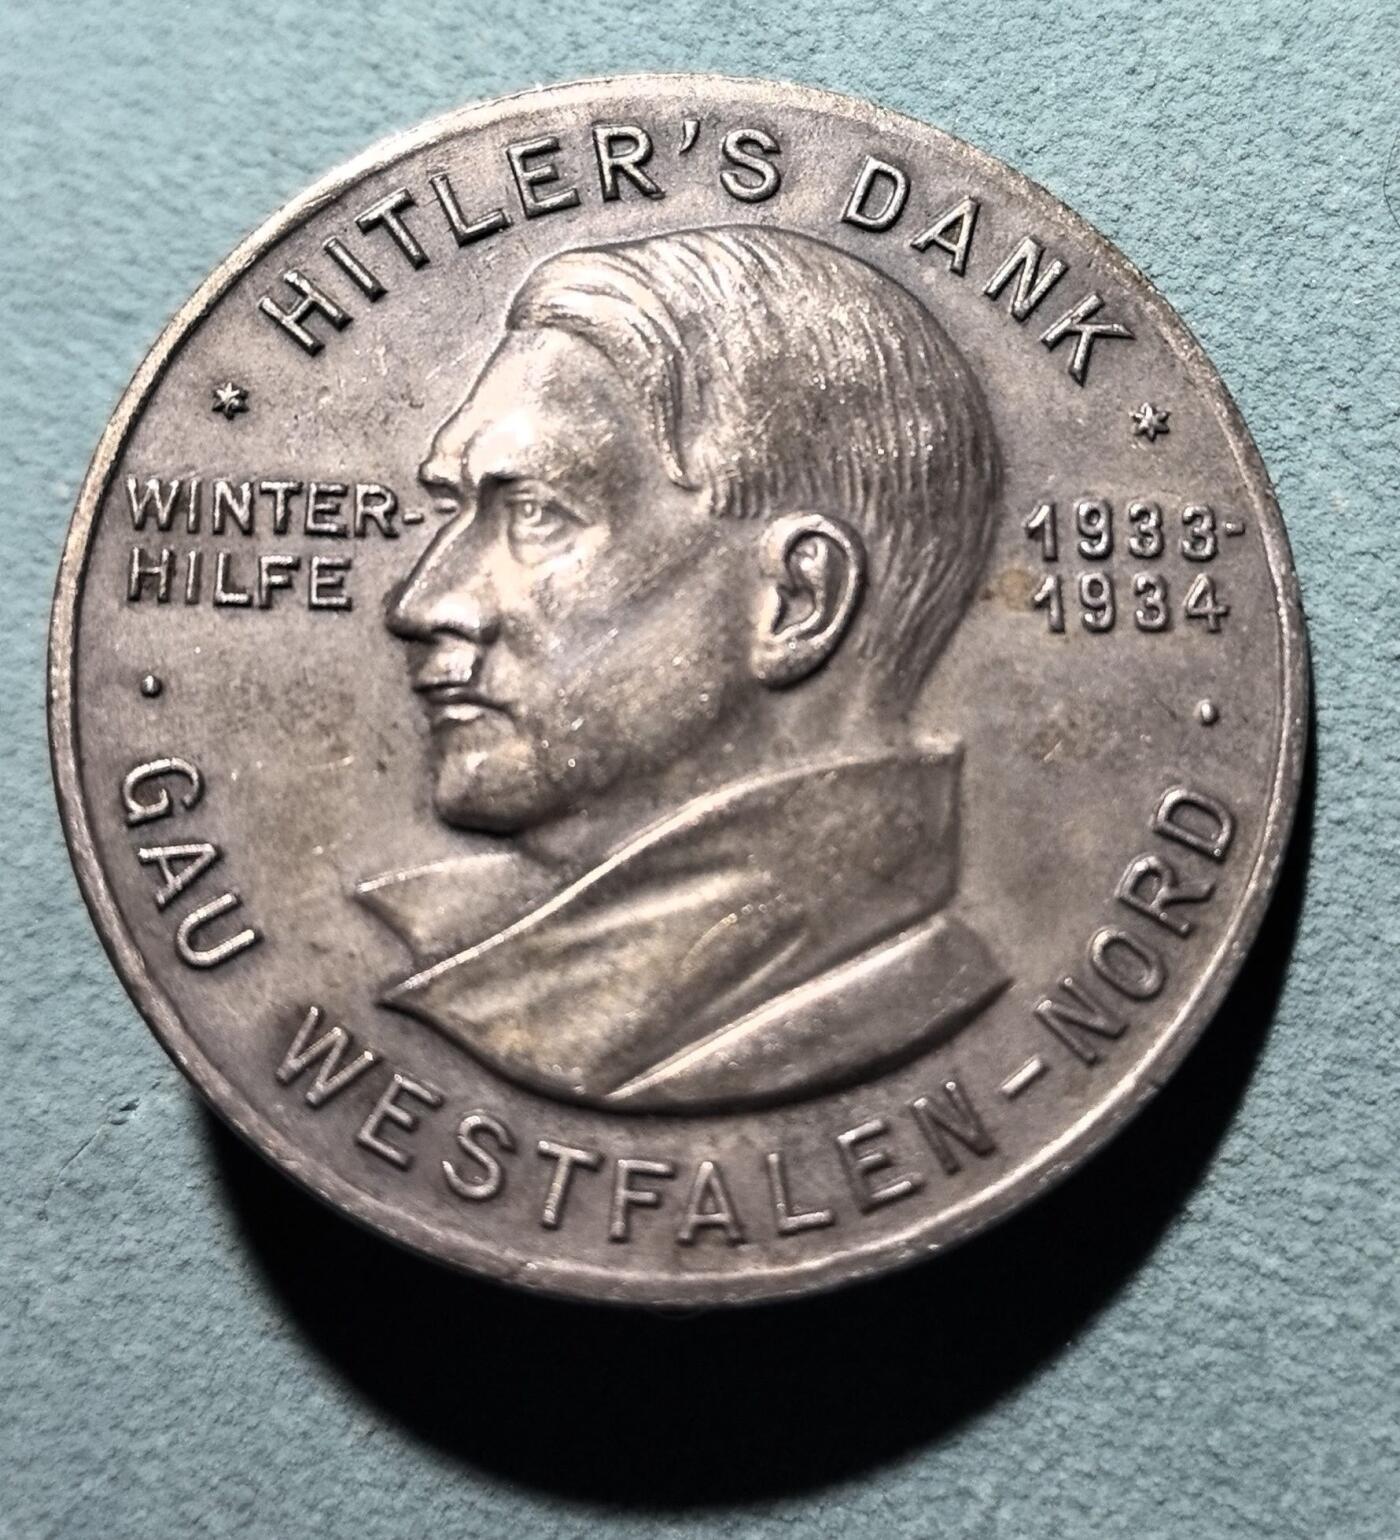 HITLER'S DANK
WINTER-
HILFE
1933-
1934
GAU WESTFALEN-NORD